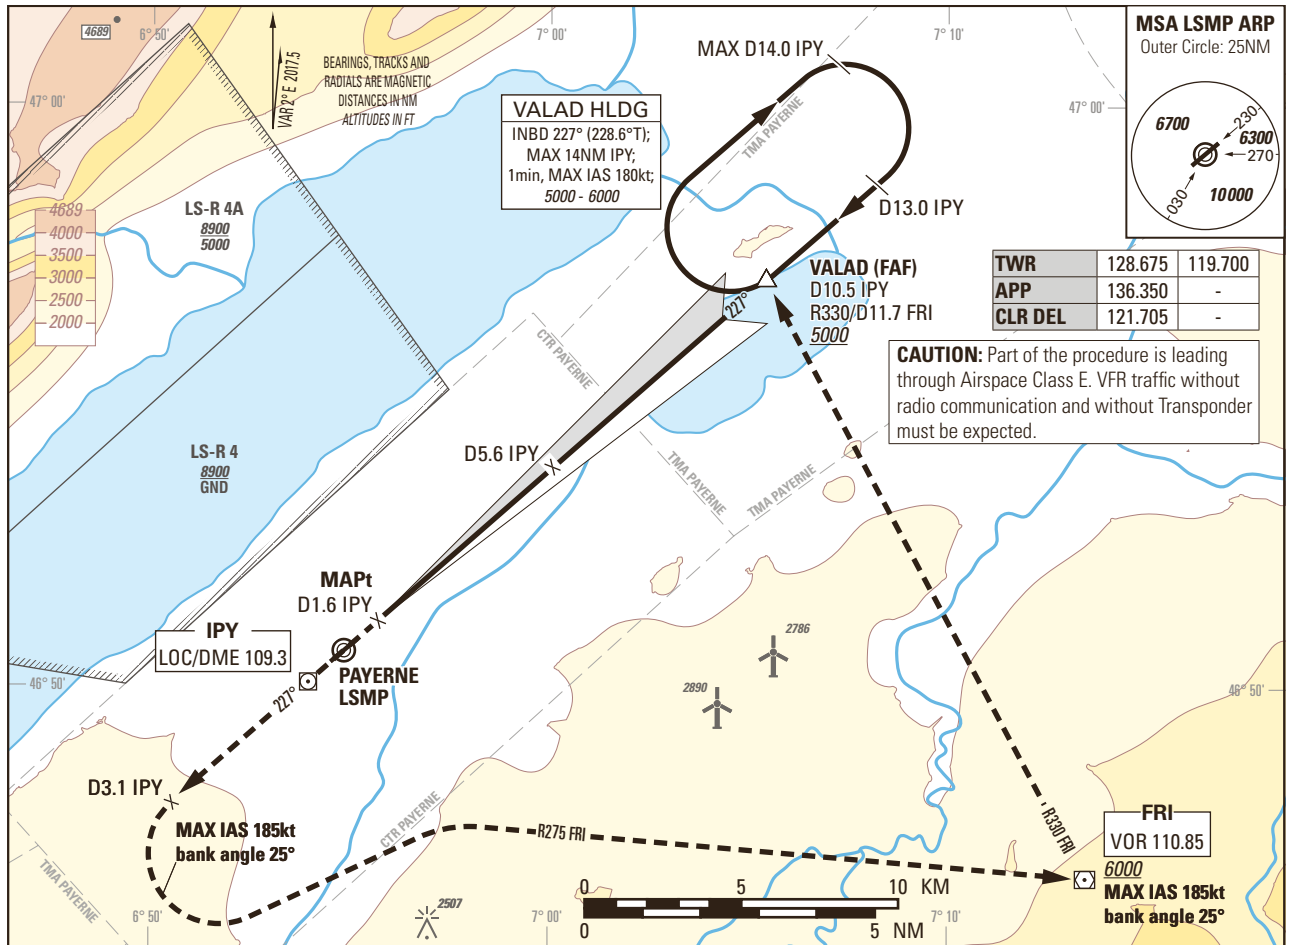 4689
6° 50'
7° 00'
7° 10'
47° 00'
47° 00'
VAR 2° E 2017.5
BEARINGS, TRACKS AND
RADIALS ARE MAGNETIC
DISTANCES IN NM
ALTITUDES IN FT
MAX D14.0 IPY
VALAD HLDG
INBD 227° (228.6°T);
MAX 14NM IPY;
1min, MAX IAS 180kt;
5000 - 6000
TMA PAYERNE
D13.0 IPY
MSA LSMP ARP
Outer Circle: 25NM
6700
230
6300
270
10000
030
LS-R 4A
8900
5000
4689
4000
3500
3000
2500
2000
VALAD (FAF)
D10.5 IPY
R330/D11.7 FRI
5000
227°
TWR 128.675 119.700
APP 136.350 -
CLR DEL 121.705 -
CAUTION: Part of the procedure is leading
through Airspace Class E. VFR traffic without
radio communication and without Transponder
must be expected.
CTR PAYERNE
D5.6 IPY
TMA PAYERNE
TMA PAYERNE
LS-R 4
8900
GND
MAPt
D1.6 IPY
IPY
LOC/DME 109.3
PAYERNE
LSMP
227°
46° 50'
46° 50'
2786
2890
D3.1 IPY
MAX IAS 185kt
bank angle 25°
CTR PAYERNE
R275 FRI
R330 FRI
FRI
VOR 110.85
6000
MAX IAS 185kt
bank angle 25°
TMA PAYERNE
6° 50'
2507
7° 00'
7° 10'
0 5 10 KM
0 5 NM